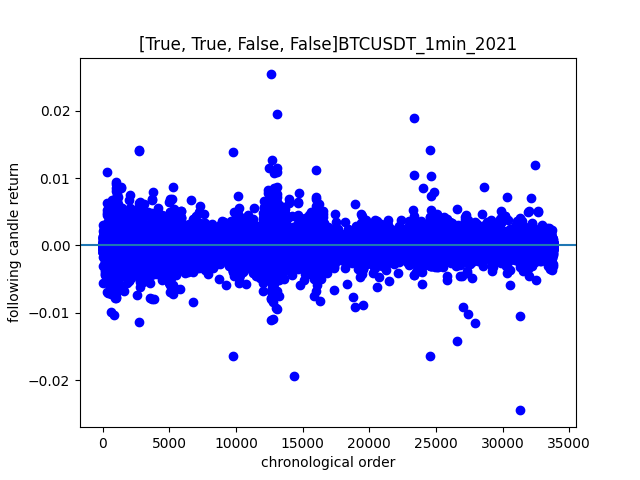 [True, True, False, False]BTCUSDT_1min_2021
following candle return
0.02
0.01
0.00
−0.01
−0.02
0 5000 10000 15000 20000 25000 30000 35000
chronological order